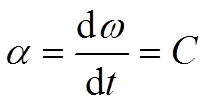 α = dω/dt = C